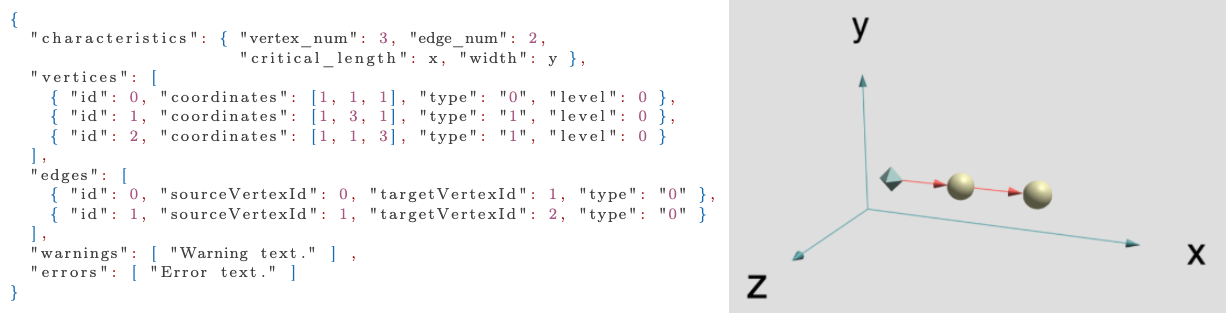 {
"characteristics": { "vertex_num": 3, "edge_num": 2,
"critical_length": x, "width": y },
"vertices": [
{ "id": 0, "coordinates": [1, 1, 1], "type": "0", "level": 0 },
{ "id": 1, "coordinates": [1, 3, 1], "type": "1", "level": 0 },
{ "id": 2, "coordinates": [1, 1, 3], "type": "1", "level": 0 }
],
"edges": [
{ "id": 0, "sourceVertexId": 0, "targetVertexId": 1, "type": "0" },
{ "id": 1, "sourceVertexId": 1, "targetVertexId": 2, "type": "0" }
],
"warnings": [ "Warning text." ] ,
"errors": [ "Error text." ]
}
y
x
z